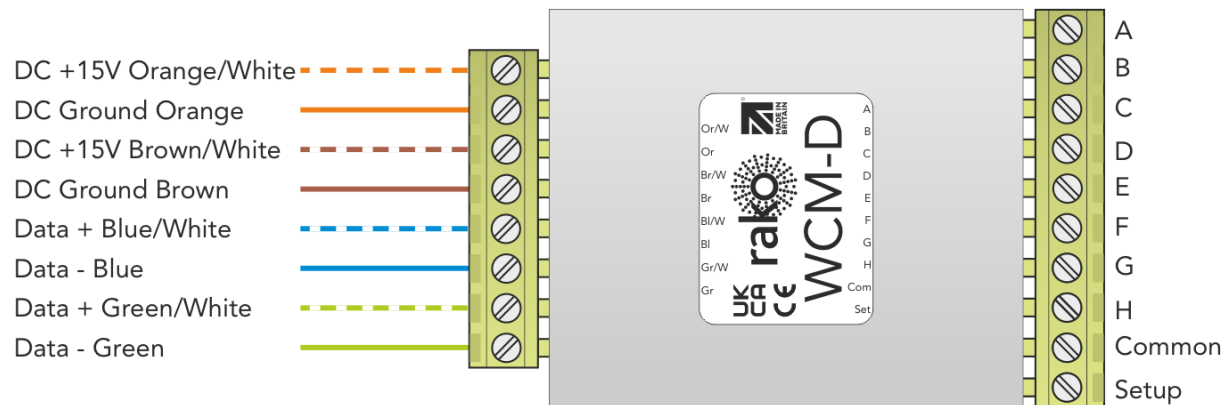 DC +15V Orange/White
DC Ground Orange
DC +15V Brown/White
DC Ground Brown
Data + Blue/White
Data - Blue
Data + Green/White
Data - Green
Or/W
Or
Br/W
Br
Bl/W
Bl
Gr/W
Gr
MADE IN
BRITAIN
rako
UK
CA
CE
WCM-D
A
B
C
D
E
F
G
H
Com
Set
A
B
C
D
E
F
G
H
Common
Setup